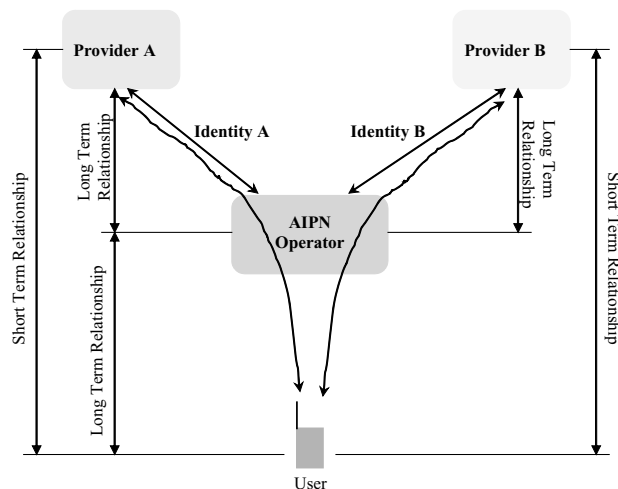 Provider A
Provider B
Identity A
Identity B
Long Term
Relationship
Long Term
Relationship
AIPN
Operator
Short Term Relationship
Long Term Relationship
Short Term Relationship
User